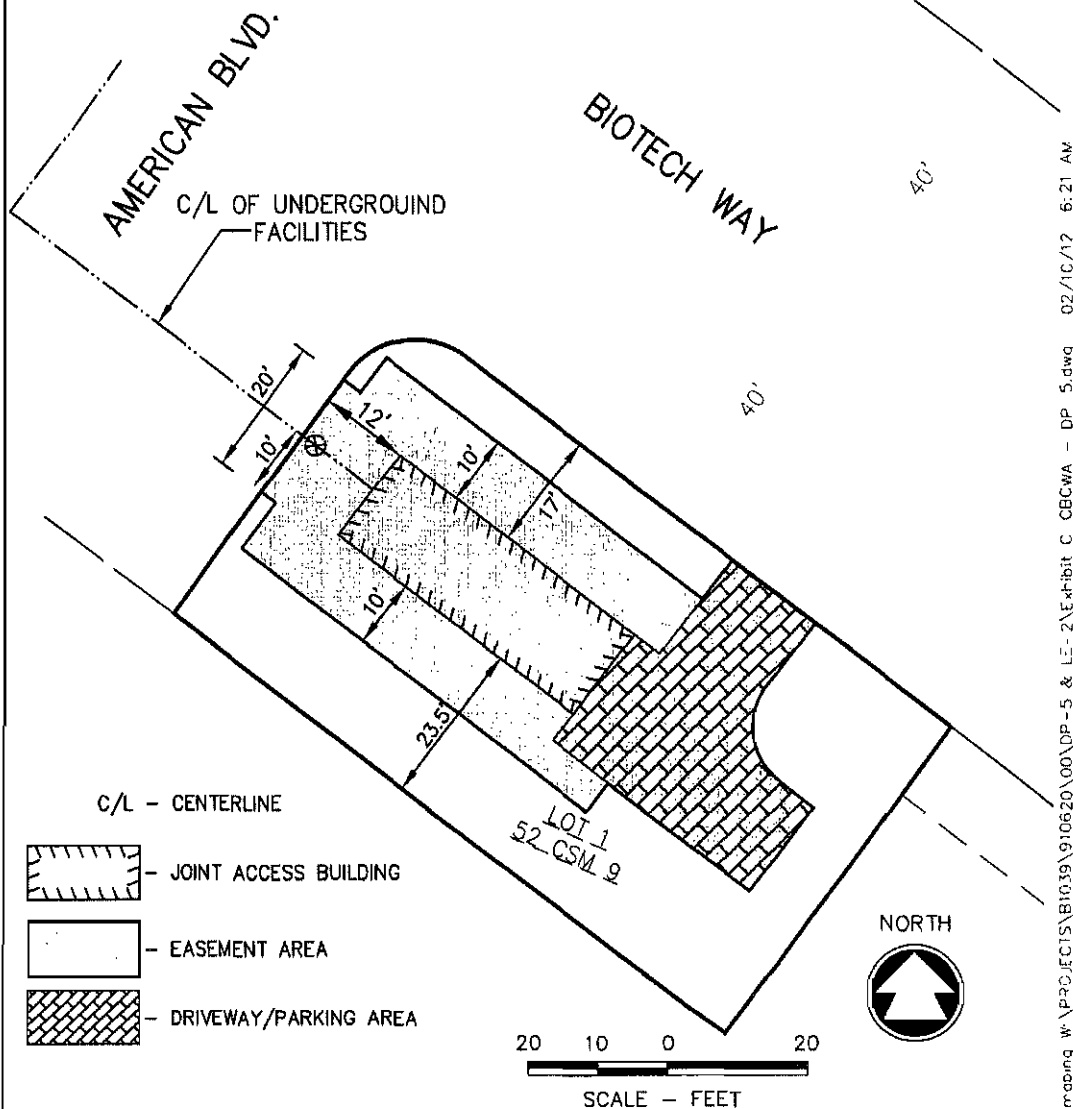 AMERICAN BLVD.
BIOTECH WAY
40'
C/L OF UNDERGROUIND
FACILITIES
40'
20'
10'
12'
10'
17'
10'
23.5'
LOT 1
52 CSM 9
C/L - CENTERLINE
- JOINT ACCESS BUILDING
- EASEMENT AREA
- DRIVEWAY/PARKING AREA
NORTH
20 10 0 20
SCALE - FEET
maping W:\PROJECTS\B1039\910620\00\DP-5 & LE-2\Exhibit C CBCWA - DP 5.dwg 02/10/12 6:21 AM